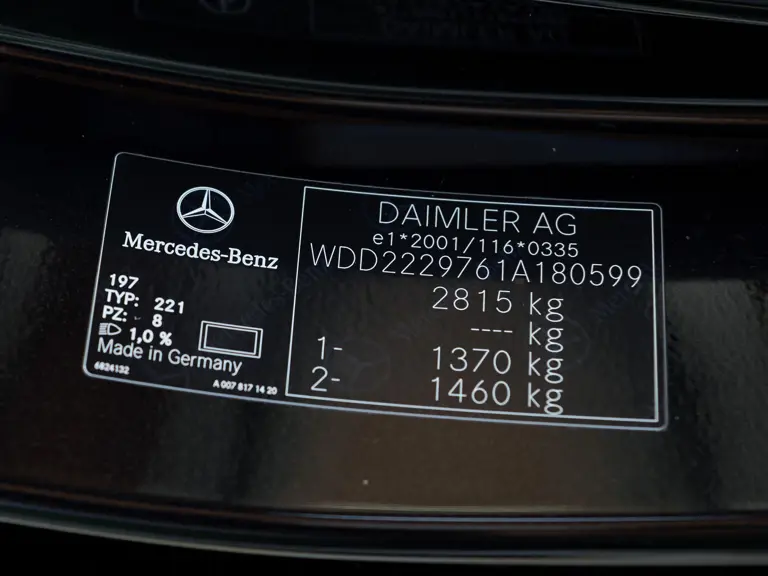 Mercedes-Benz
197
TYP: 221
PZ: 8
1,0 %
Made in Germany
6824132
A 007 817 14 20
DAIMLER AG
e1*2001/116*0335
WDD2229761A180599
2815 kg
---- kg
1- 1370 kg
2- 1460 kg